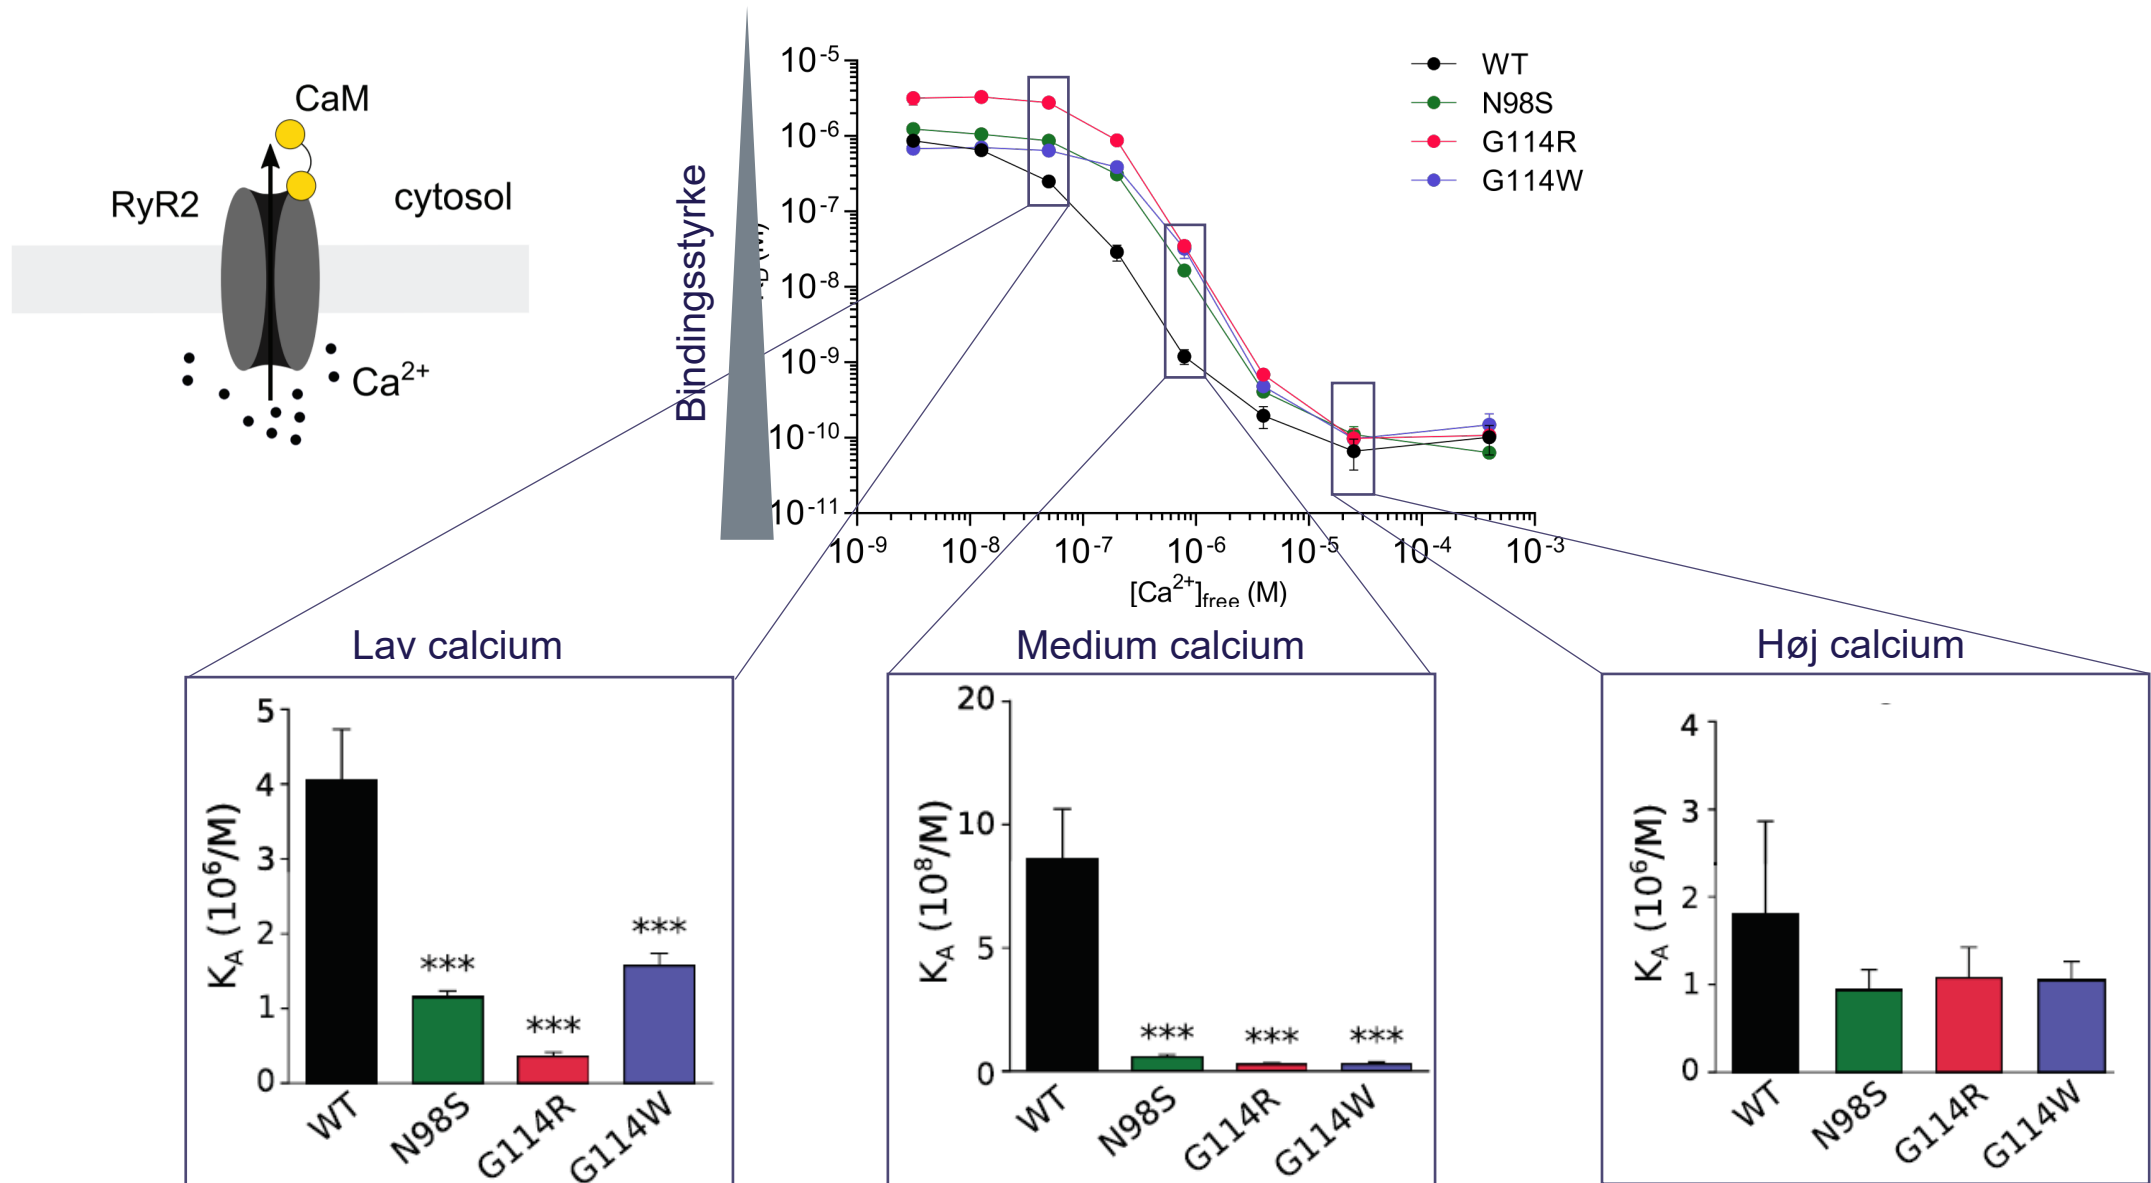 CaM
RyR2
cytosol
Ca2+
Bindingsstyrke
10-5
10-6
10-7
10-8
10-9
10-10
10-11
10-9
10-8
10-7
10-6
10-5
10-4
10-3
[Ca2+]free (M)
WT
N98S
G114R
G114W
Lav calcium
KA (106/M)
5
4
3
2
1
0
***
***
***
WT
N98S
G114R
G114W
Medium calcium
KA (108/M)
20
10
5
0
***
***
***
WT
N98S
G114R
G114W
Høj calcium
KA (106/M)
4
3
2
1
0
WT
N98S
G114R
G114W